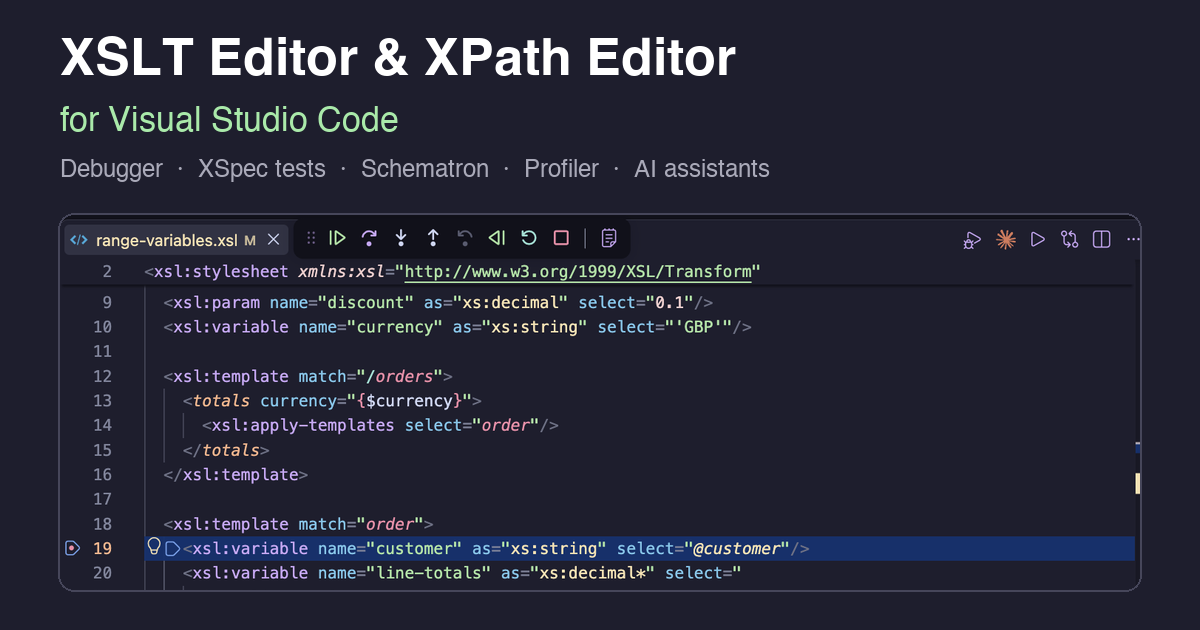 XSLT Editor & XPath Editor
for Visual Studio Code
Debugger · XSpec tests · Schematron · Profiler · AI assistants
range-variables.xsl M
2 <xsl:stylesheet xmlns:xsl="http://www.w3.org/1999/XSL/Transform"
9 <xsl:param name="discount" as="xs:decimal" select="0.1"/>
10 <xsl:variable name="currency" as="xs:string" select="'GBP'"/>
11
12 <xsl:template match="/orders">
13 <totals currency="{$currency}">
14 <xsl:apply-templates select="order"/>
15 </totals>
16 </xsl:template>
17
18 <xsl:template match="order">
19 <xsl:variable name="customer" as="xs:string" select="@customer"/>
20 <xsl:variable name="line-totals" as="xs:decimal*" select="